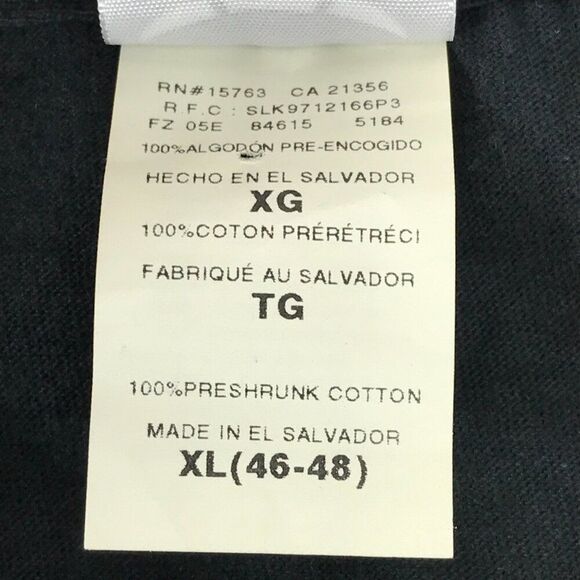 RN#15763 CA 21356
R F.C : SLK9712166P3
FZ 05E 84615 5184
100%ALGODÓN PRE-ENCOGIDO
HECHO EN EL SALVADOR
XG
100%COTON PRÉRÉTRÉCI
FABRIQUÉ AU SALVADOR
TG
100%PRESHRUNK COTTON
MADE IN EL SALVADOR
XL(46-48)